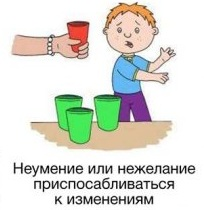 Неумение или нежелание
приспосабливаться
к изменениям